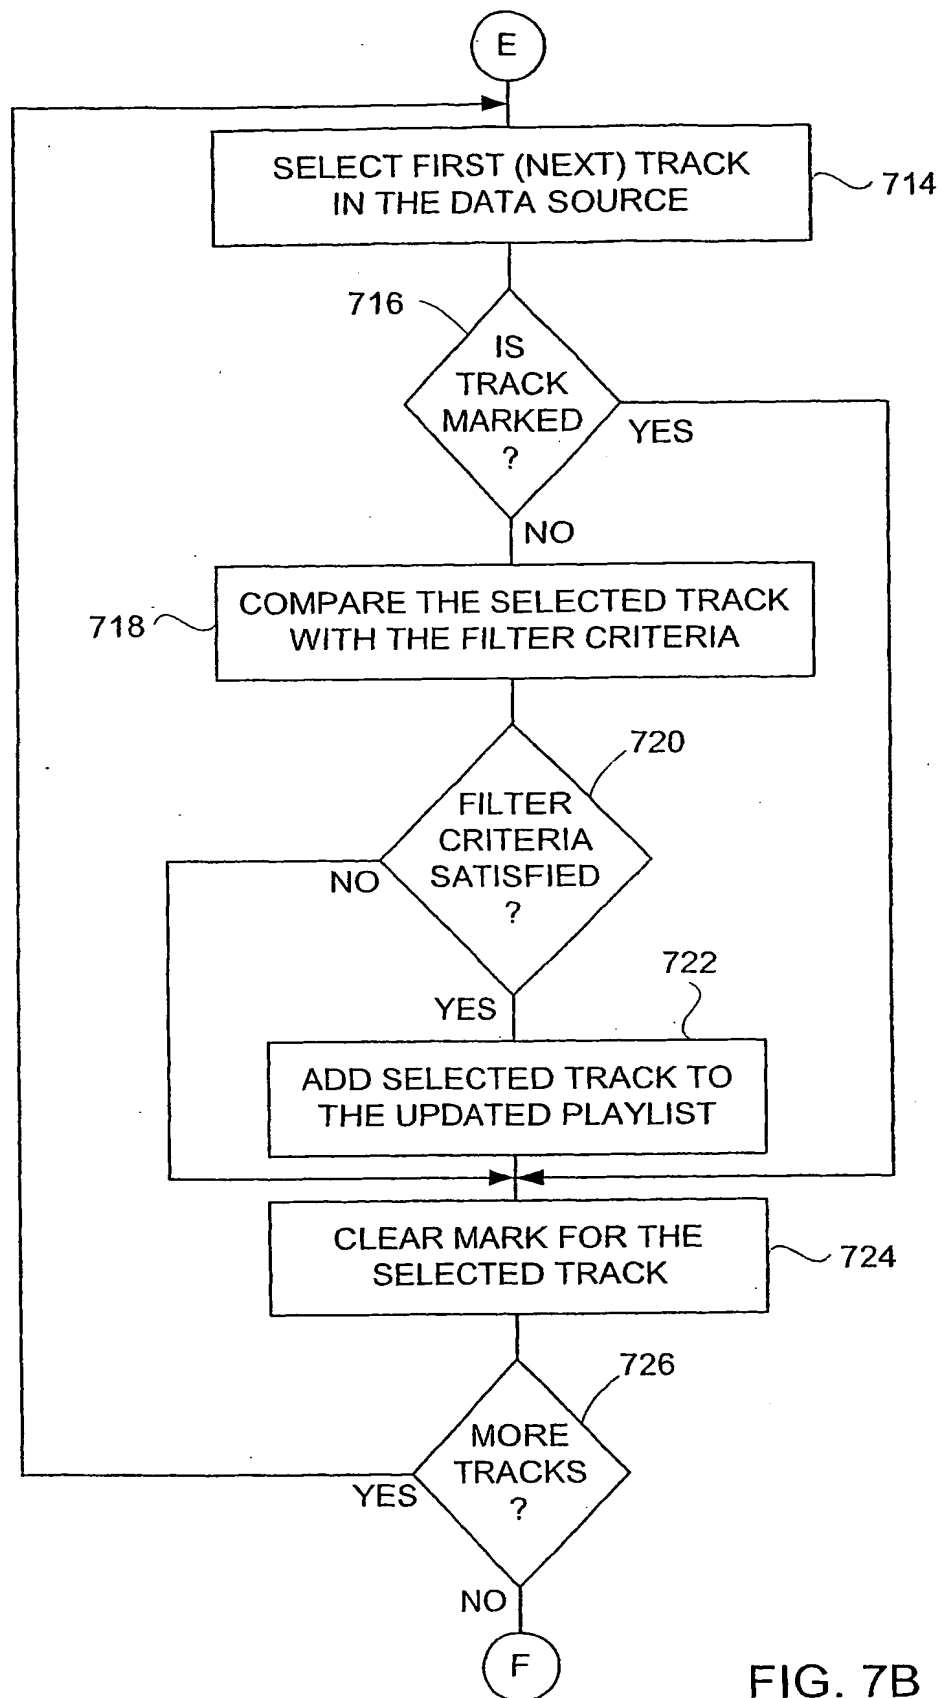 E
SELECT FIRST (NEXT) TRACK
IN THE DATA SOURCE
714
716
IS
TRACK
MARKED
?
YES
NO
COMPARE THE SELECTED TRACK
WITH THE FILTER CRITERIA
718
720
FILTER
CRITERIA
SATISFIED
?
NO
YES
722
ADD SELECTED TRACK TO
THE UPDATED PLAYLIST
CLEAR MARK FOR THE
SELECTED TRACK
724
726
MORE
TRACKS
?
YES
NO
F
FIG. 7B